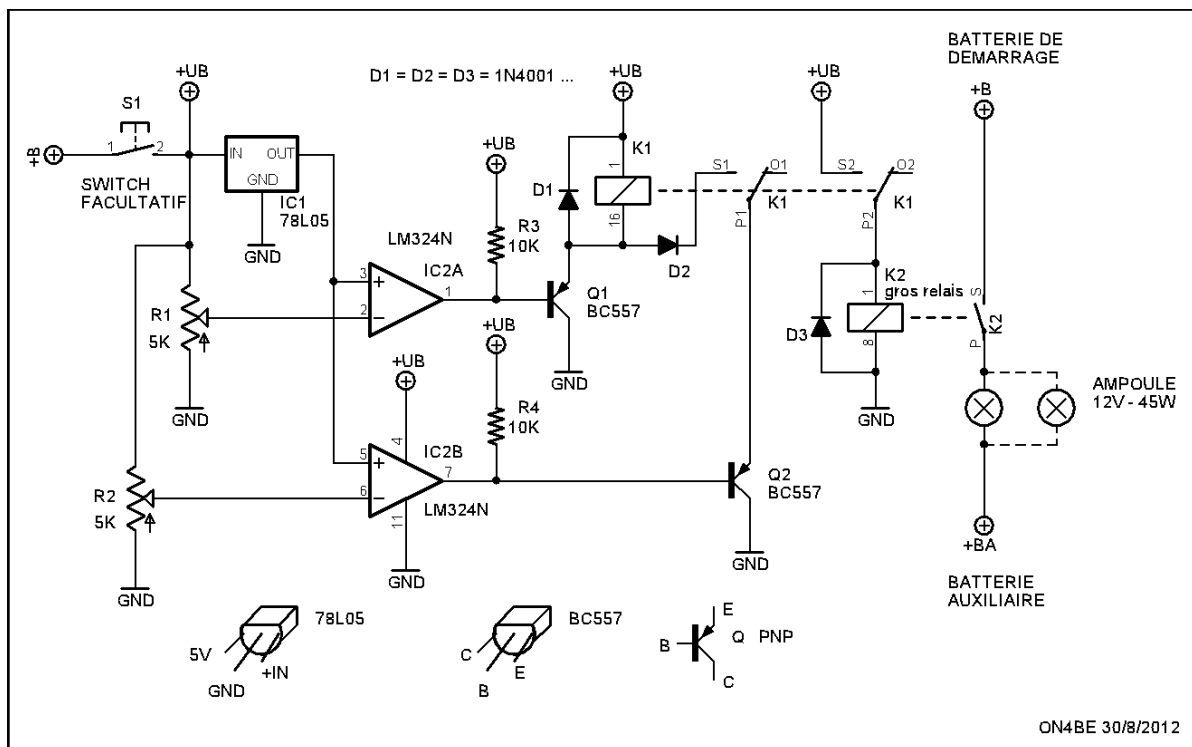 BATTERIE DE
DEMARRAGE
+B
+UB
D1 = D2 = D3 = 1N4001 ...
+UB
+UB
S1
+B
1
2
SWITCH
FACULTATIF
IN
OUT
GND
IC1
78L05
GND
+UB
R3
10K
K1
1
16
D1
D2
S1
O1
K1
P1
S2
O2
K1
P2
LM324N
IC2A
3
+
2
-
1
R1
5K
GND
Q1
BC557
GND
K2
gros relais
1
8
D3
GND
S
K2
P
AMPOULE
12V - 45W
+UB
+UB
R4
10K
4
IC2B
5
+
6
-
7
11
LM324N
GND
R2
5K
GND
Q2
BC557
GND
+BA
BATTERIE
AUXILIAIRE
78L05
5V
GND
+IN
BC557
C
B
E
E
B
Q PNP
C
ON4BE 30/8/2012